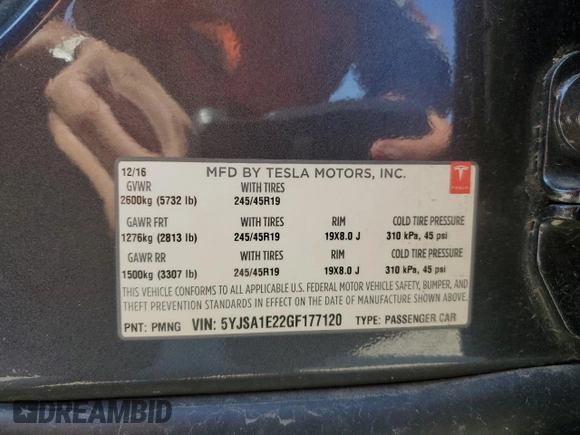 12/16 MFD BY TESLA MOTORS, INC.
GVWR WITH TIRES
2600kg (5732 lb) 245/45R19
TESLA
GAWR FRT WITH TIRES RIM COLD TIRE PRESSURE
1276kg (2813 lb) 245/45R19 19X8.0 J 310 kPa, 45 psi
GAWR RR WITH TIRES RIM COLD TIRE PRESSURE
1500kg (3307 lb) 245/45R19 19X8.0 J 310 kPa, 45 psi
THIS VEHICLE CONFORMS TO ALL APPLICABLE U.S. FEDERAL MOTOR VEHICLE SAFETY, BUMPER, AND
THEFT PREVENTION STANDARDS IN EFFECT ON THE DATE OF MANUFACTURE SHOWN ABOVE.
PNT: PMNG VIN: 5YJSA1E22GF177120 TYPE: PASSENGER CAR
DREAMBID